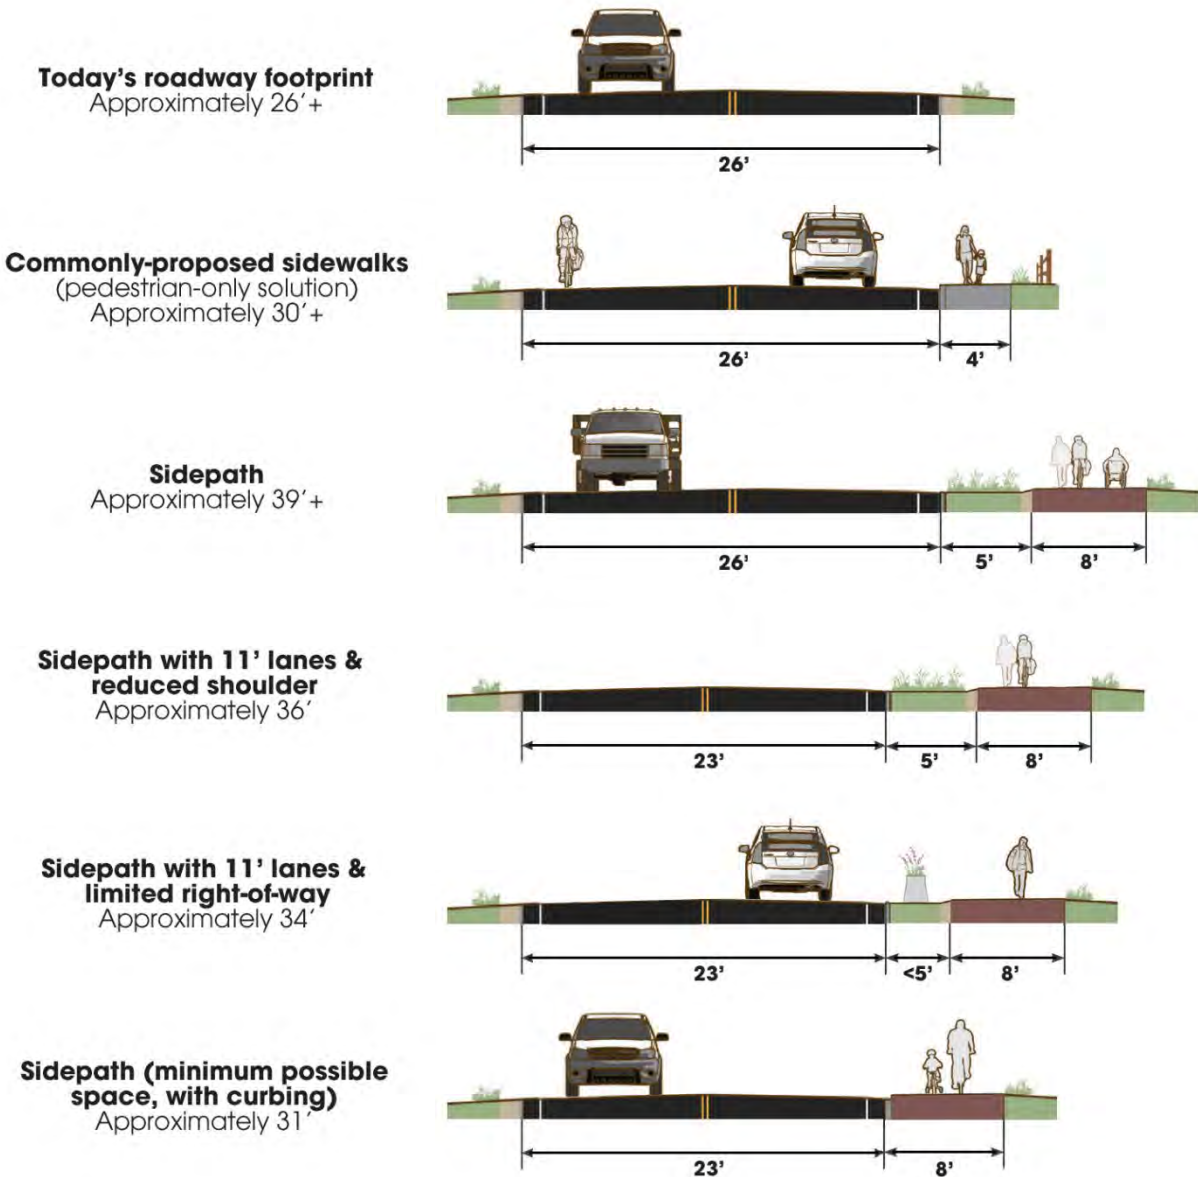 Today's roadway footprint
Approximately 26'+
26'
Commonly-proposed sidewalks
(pedestrian-only solution)
Approximately 30'+
26'
4'
Sidepath
Approximately 39'+
26'
5'
8'
Sidepath with 11' lanes &
reduced shoulder
Approximately 36'
23'
5'
8'
Sidepath with 11' lanes &
limited right-of-way
Approximately 34'
23'
<5'
8'
Sidepath (minimum possible
space, with curbing)
Approximately 31'
23'
8'